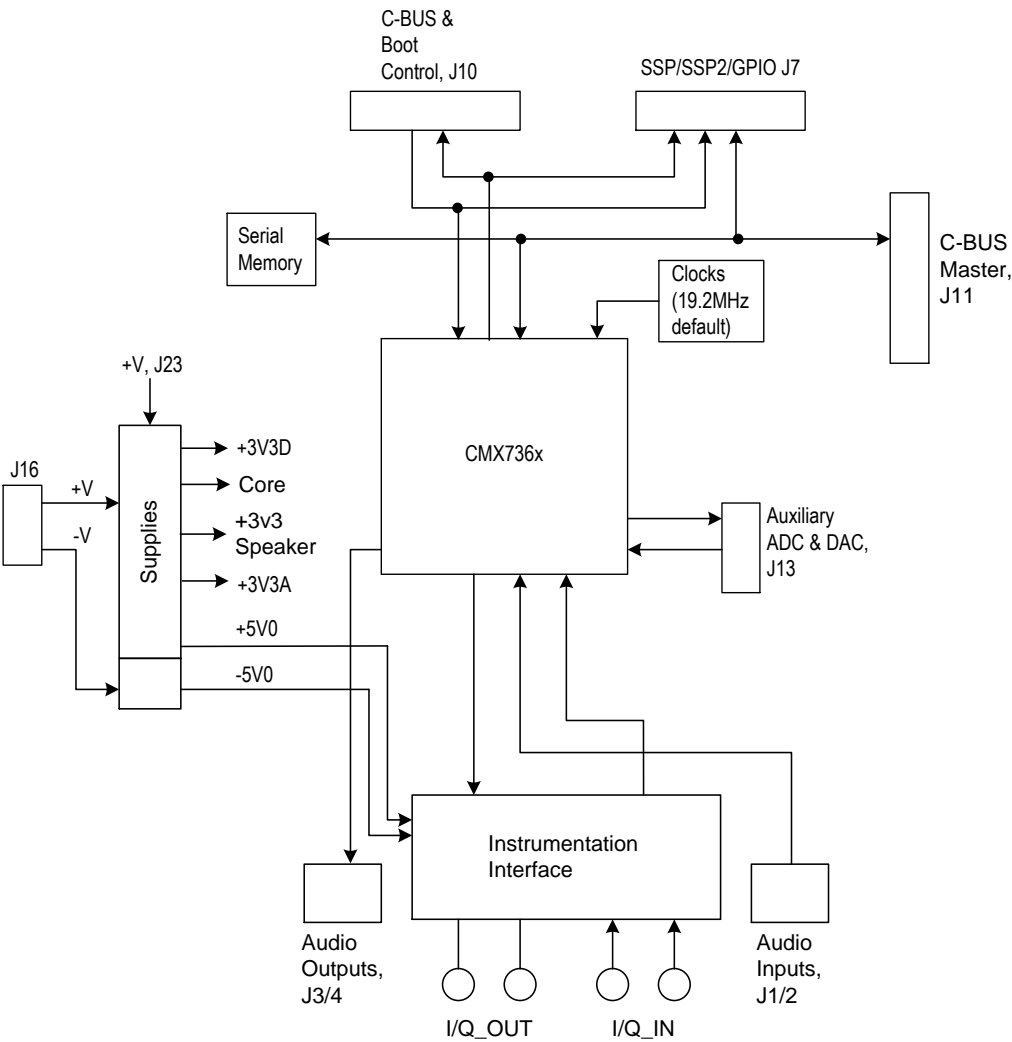 C-BUS &
Boot
Control, J10
SSP/SSP2/GPIO J7
Serial
Memory
C-BUS
Master,
J11
Clocks
(19.2MHz
default)
+V, J23
CMX736x
J16
+V
-V
Supplies
+3V3D
Core
+3v3
Speaker
+3V3A
+5V0
-5V0
Auxiliary
ADC & DAC,
J13
Instrumentation
Interface
Audio
Outputs,
J3/4
Audio
Inputs,
J1/2
I/Q_OUT
I/Q_IN